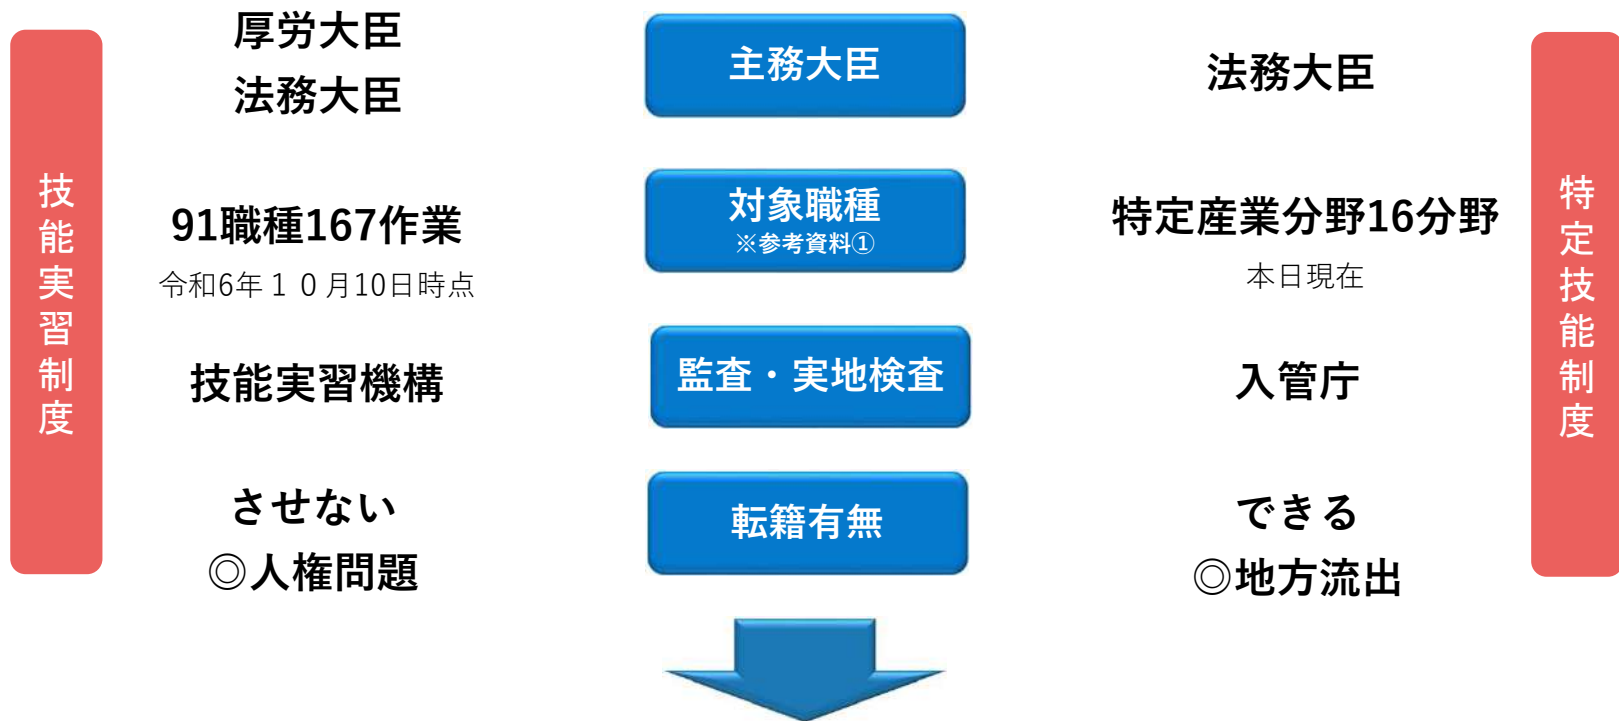 技能実習制度
厚労大臣
法務大臣
主務大臣
法務大臣
特定技能制度
91職種167作業
令和6年１０月10日時点
対象職種
※参考資料①
特定産業分野16分野
本日現在
技能実習機構
監査・実地検査
入管庁
させない
◎人権問題
転籍有無
できる
◎地方流出